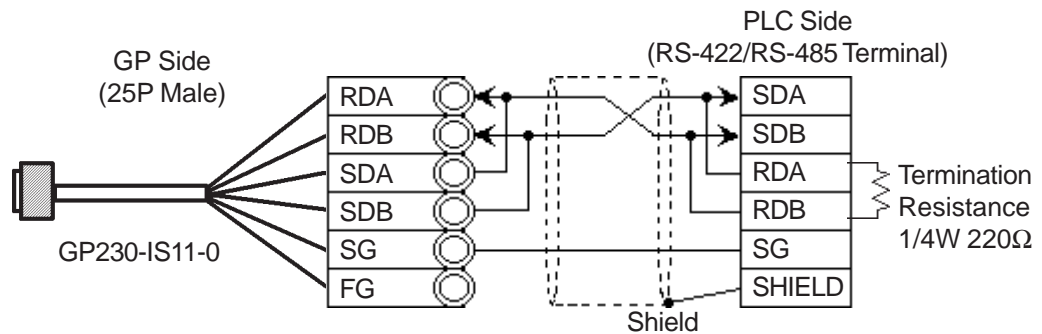 PLC Side
(RS-422/RS-485 Terminal)
GP Side
(25P Male)
RDA
RDB
SDA
SDB
SG
FG
GP230-IS11-0
SDA
SDB
RDA
RDB
SG
SHIELD
Termination
Resistance
1/4W 220Ω
Shield